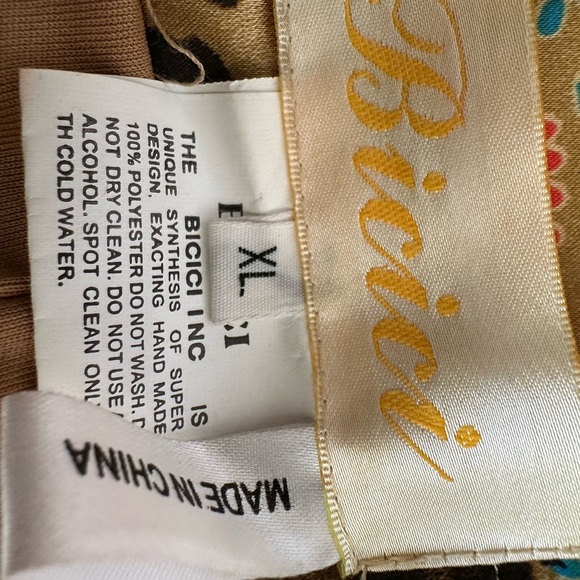 Bicici
XL
THE BICICI INC IS
UNIQUE SYNTHESIS OF SUPER
DESIGN, EXACTING HAND MADE
100% POLYESTER DO NOT WASH.
NOT DRY CLEAN. DO NOT USE
ALCOHOL. SPOT CLEAN ONL
TH COLD WATER.
MADE IN CHINA